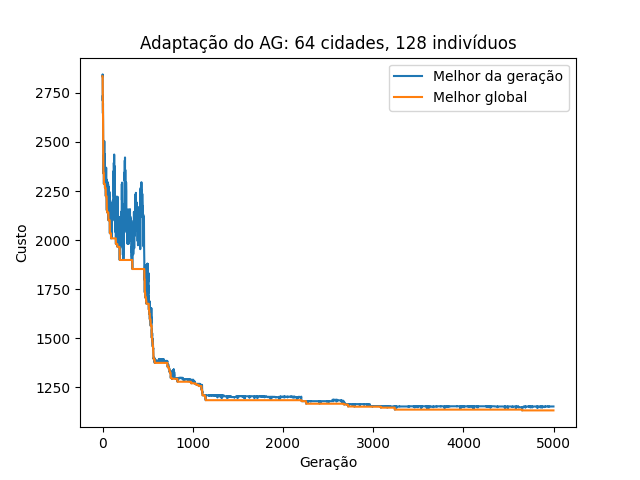 Adaptação do AG: 64 cidades, 128 indivíduos
Melhor da geração
Melhor global
2750
2500
2250
2000
1750
1500
1250
Custo
0 1000 2000 3000 4000 5000
Geração